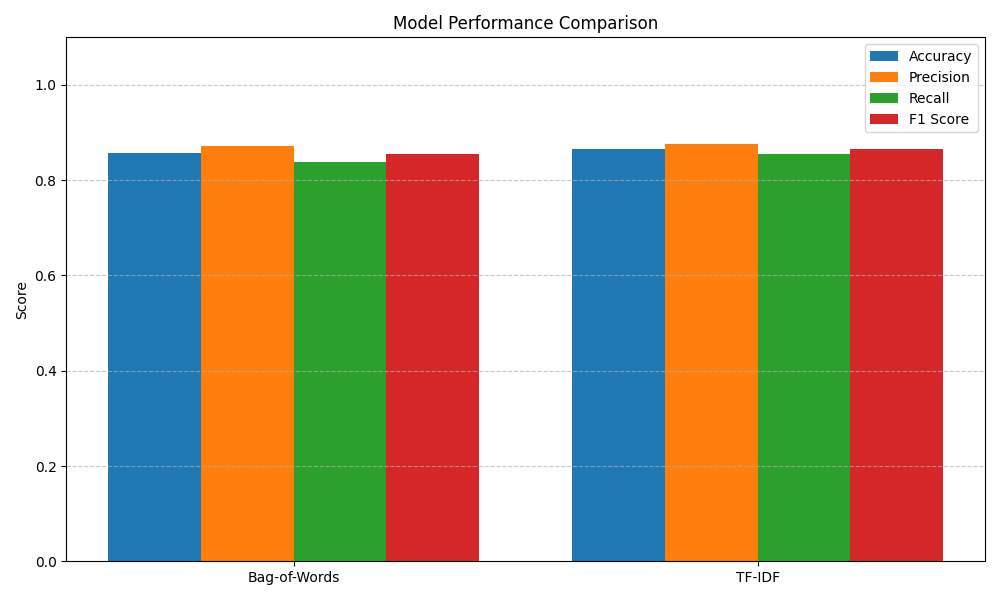 Model Performance Comparison
Accuracy
Precision
Recall
F1 Score
1.0
0.8
0.6
0.4
0.2
0.0
Score
Bag-of-Words
TF-IDF